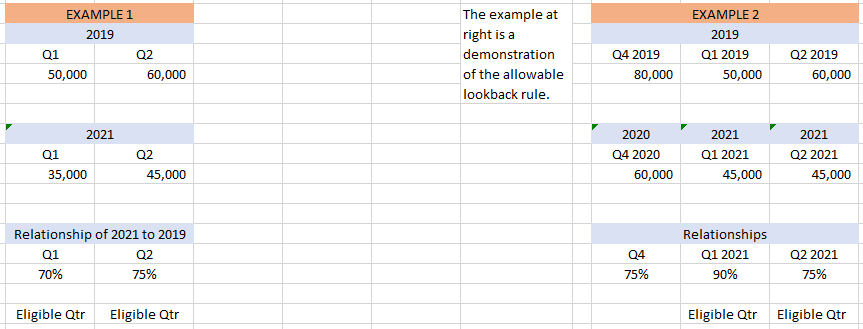 EXAMPLE 1
2019
Q1 Q2
50,000 60,000
2021
Q1 Q2
35,000 45,000
Relationship of 2021 to 2019
Q1 Q2
70% 75%
Eligible Qtr Eligible Qtr
The example at
right is a
demonstration
of the allowable
lookback rule.
EXAMPLE 2
2019
Q4 2019 Q1 2019 Q2 2019
80,000 50,000 60,000
2020 2021 2021
Q4 2020 Q1 2021 Q2 2021
60,000 45,000 45,000
Relationships
Q4 Q1 2021 Q2 2021
75% 90% 75%
Eligible Qtr Eligible Qtr